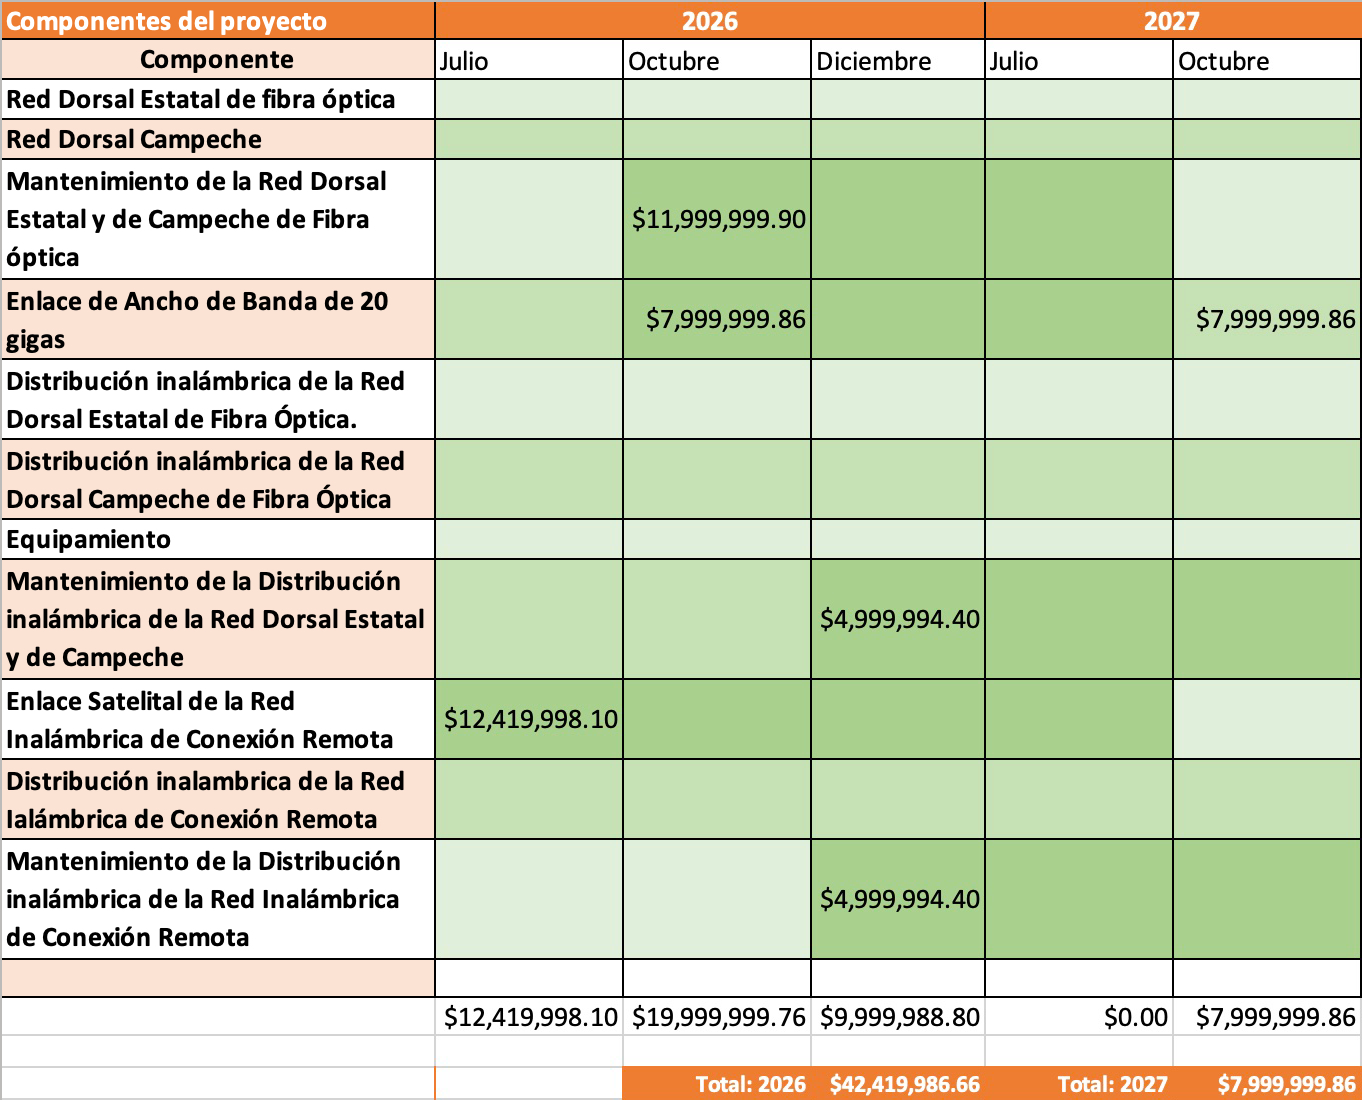 Componentes del proyecto 2026 2027
Componente Julio Octubre Diciembre Julio Octubre
Red Dorsal Estatal de fibra óptica
Red Dorsal Campeche
Mantenimiento de la Red Dorsal
Estatal y de Campeche de Fibra $11,999,999.90
óptica
Enlace de Ancho de Banda de 20
gigas $7,999,999.86 $7,999,999.86
Distribución inalámbrica de la Red
Dorsal Estatal de Fibra Óptica.
Distribución inalámbrica de la Red
Dorsal Campeche de Fibra Óptica
Equipamiento
Mantenimiento de la Distribución
inalámbrica de la Red Dorsal Estatal $4,999,994.40
y de Campeche
Enlace Satelital de la Red
Inalámbrica de Conexión Remota $12,419,998.10
Distribución inalambrica de la Red
Ialámbrica de Conexión Remota
Mantenimiento de la Distribución
inalámbrica de la Red Inalámbrica $4,999,994.40
de Conexión Remota
$12,419,998.10 $19,999,999.76 $9,999,988.80 $0.00 $7,999,999.86
Total: 2026 $42,419,986.66 Total: 2027 $7,999,999.86